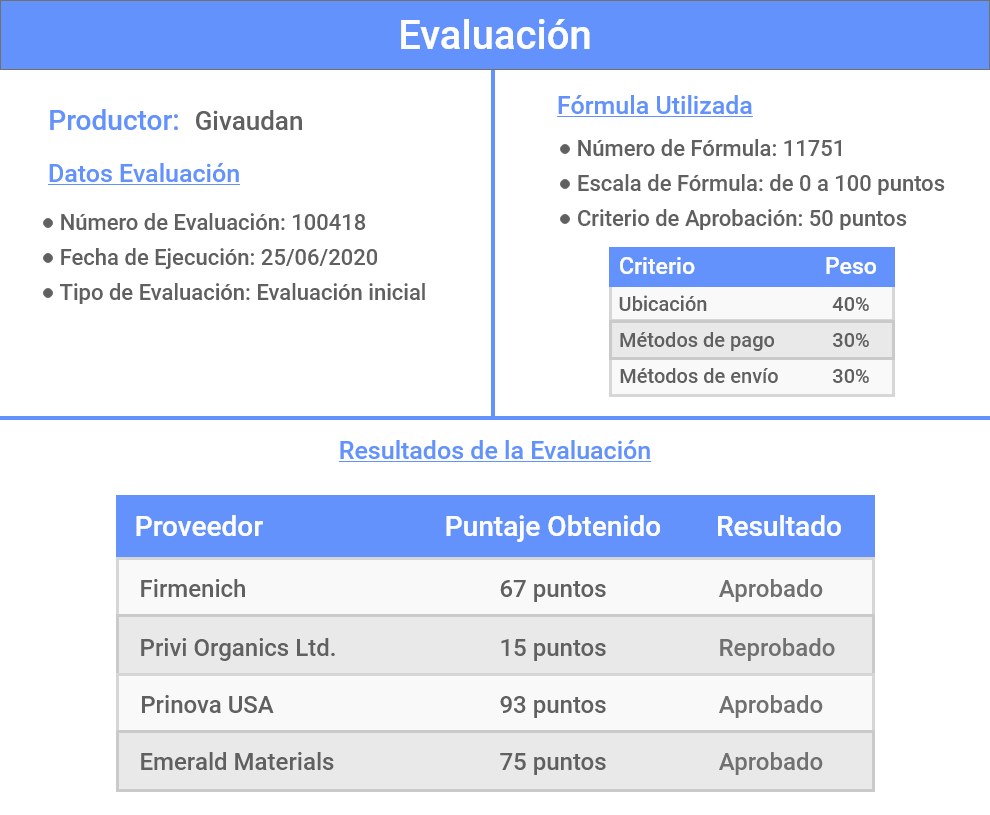 Evaluación
Productor: Givaudan
Datos Evaluación
● Número de Evaluación: 100418
● Fecha de Ejecución: 25/06/2020
● Tipo de Evaluación: Evaluación inicial
Fórmula Utilizada
● Número de Fórmula: 11751
● Escala de Fórmula: de 0 a 100 puntos
● Criterio de Aprobación: 50 puntos
Criterio Peso
Ubicación 40%
Métodos de pago 30%
Métodos de envío 30%
Resultados de la Evaluación
Proveedor Puntaje Obtenido Resultado
Firmenich 67 puntos Aprobado
Privi Organics Ltd. 15 puntos Reprobado
Prinova USA 93 puntos Aprobado
Emerald Materials 75 puntos Aprobado